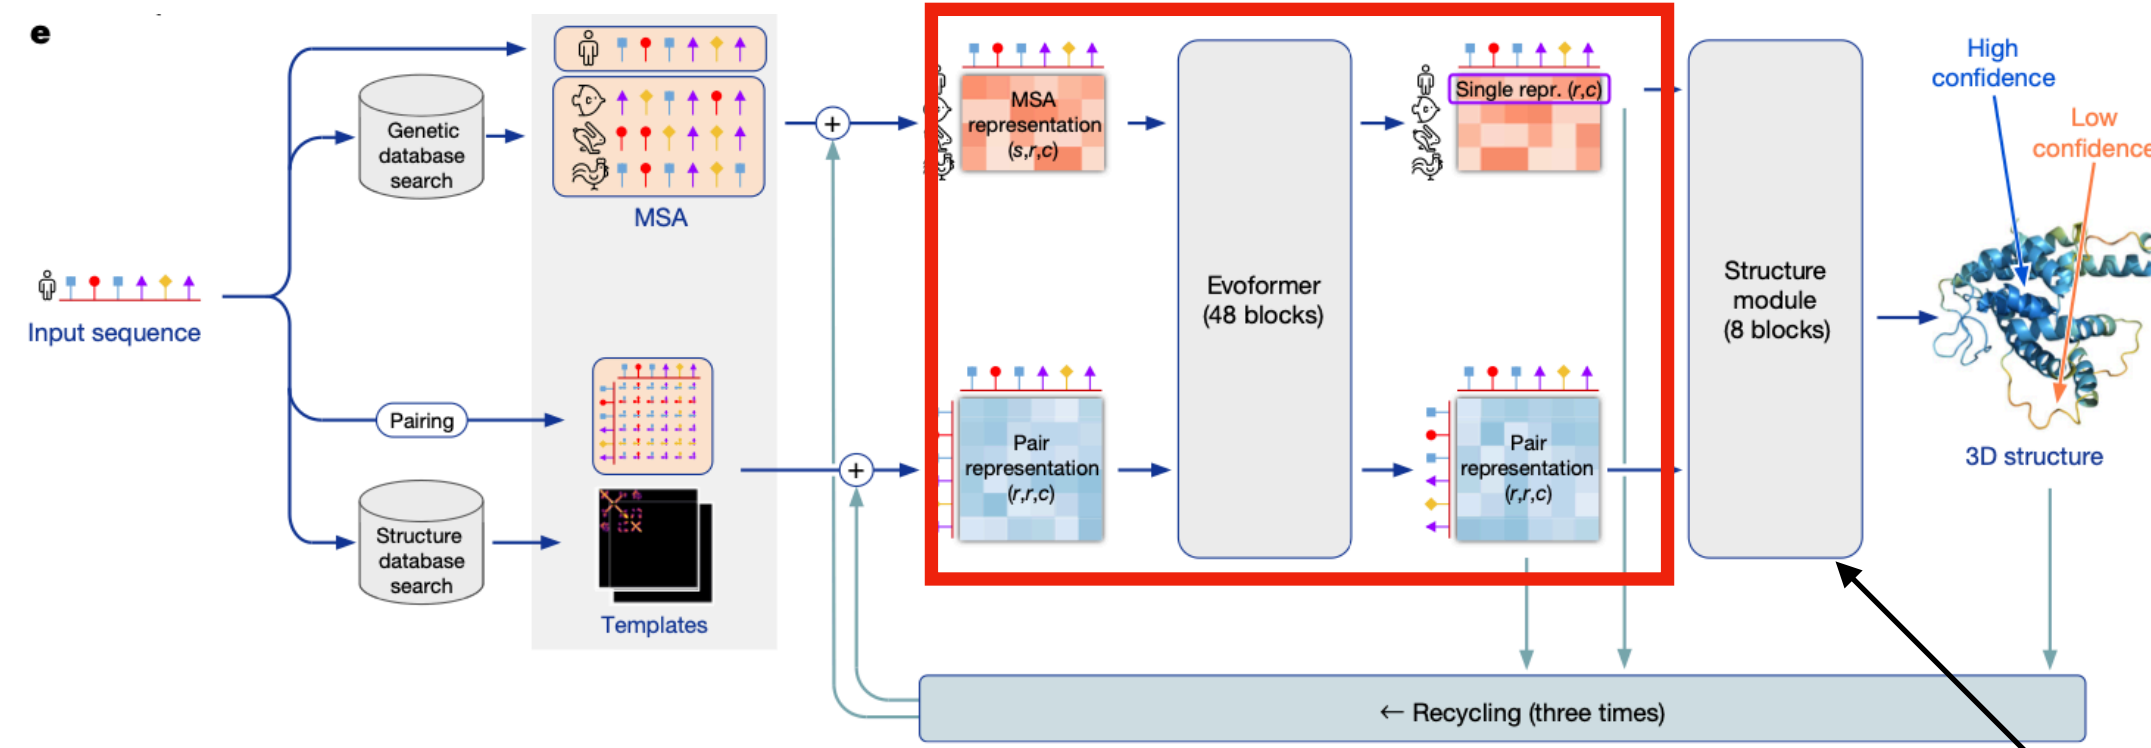 e
Input sequence
Genetic
database
search
Pairing
Structure
database
search
MSA
Templates
+
+
MSA
representation
(s,r,c)
Pair
representation
(r,r,c)
Evoformer
(48 blocks)
Single repr. (r,c)
Pair
representation
(r,r,c)
Structure
module
(8 blocks)
High
confidence
Low
confidence
3D structure
← Recycling (three times)